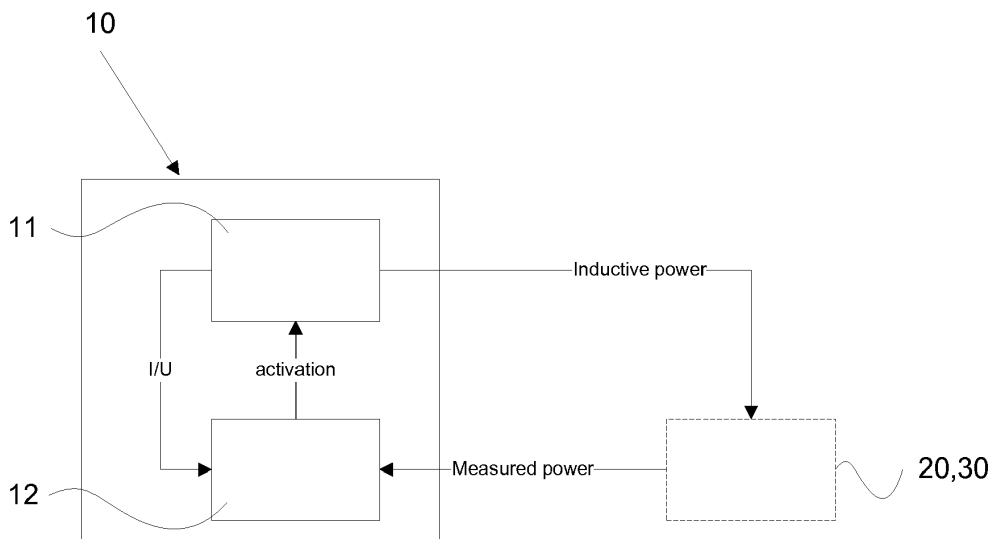 10
11
Inductive power
I/U
activation
Measured power
20,30
12